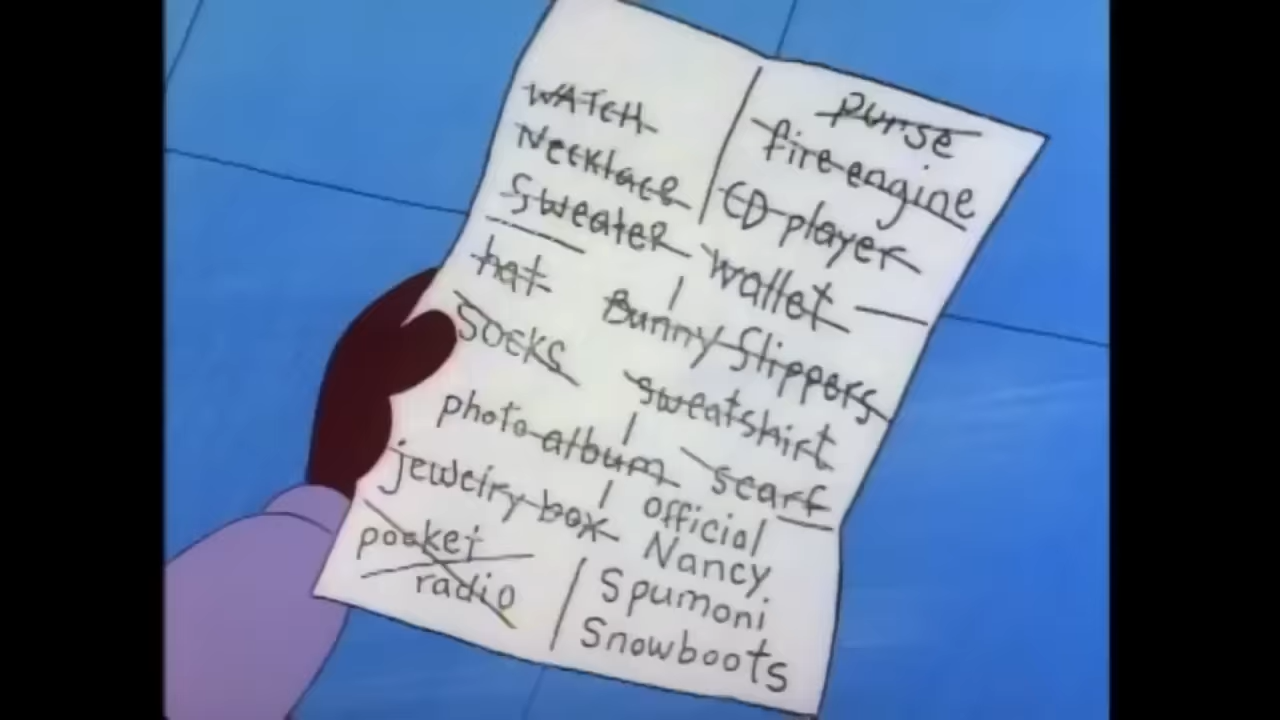 WATCH
Necklace
Sweater
hat
SOCKS
photo album
jewelry box
pocket
radio
purse
fire engine
CD player
wallet
Bunny Slippers
sweatshirt
scarf
official
Nancy
Spumoni
Snowboots